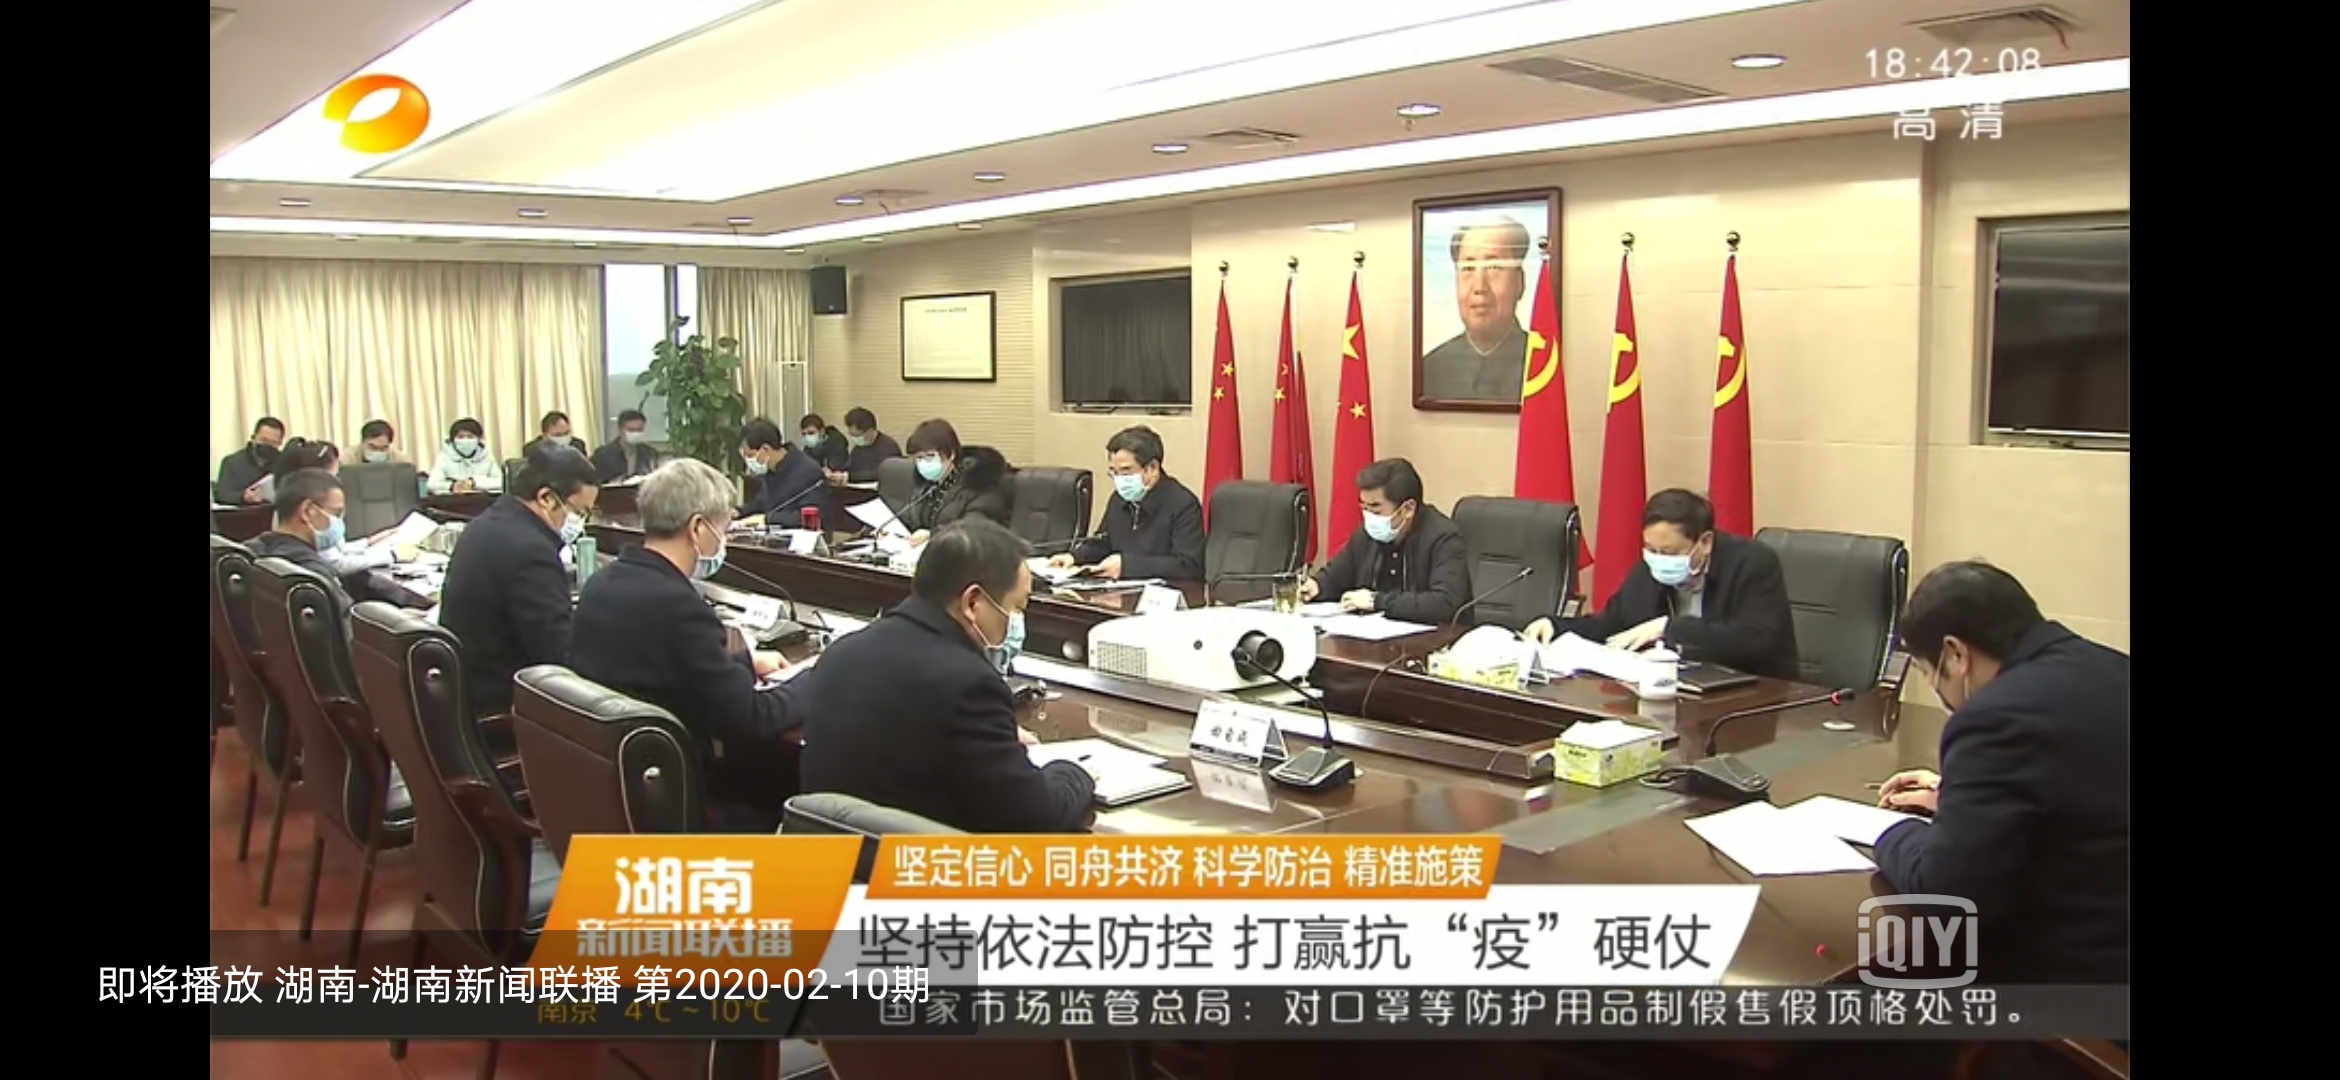 18:42:08
高清
湖南
新闻联播
坚定信心 同舟共济 科学防治 精准施策
坚持依法防控 打赢抗“疫”硬仗
iQIYI
即将播放 湖南-湖南新闻联播 第2020-02-10期
南京 4℃~10℃
国家市场监管总局：对口罩等防护用品制假售假顶格处罚。